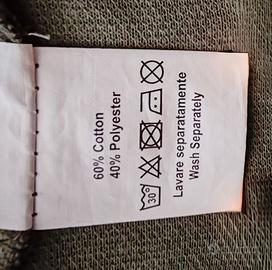 60% Cotton
40% Polyester
30°
Lavare separatamente
Wash Separately